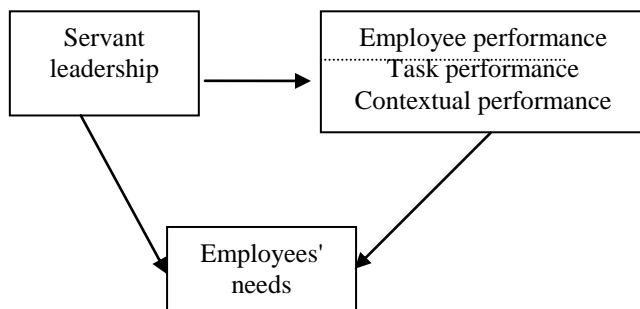 Servant
leadership
Employee performance
Task performance
Contextual performance
Employees'
needs